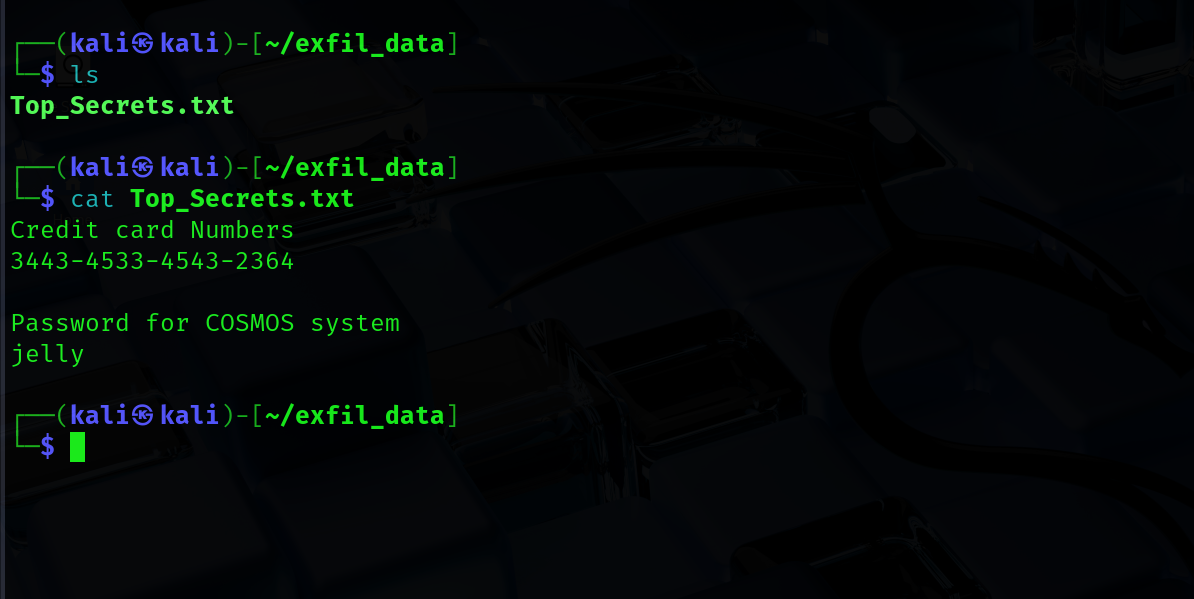 ┌──(kali㉿kali)-[~/exfil_data]
└─$ ls
Top_Secrets.txt
┌──(kali㉿kali)-[~/exfil_data]
└─$ cat Top_Secrets.txt
Credit card Numbers
3443-4533-4543-2364
Password for COSMOS system
jelly
┌──(kali㉿kali)-[~/exfil_data]
└─$